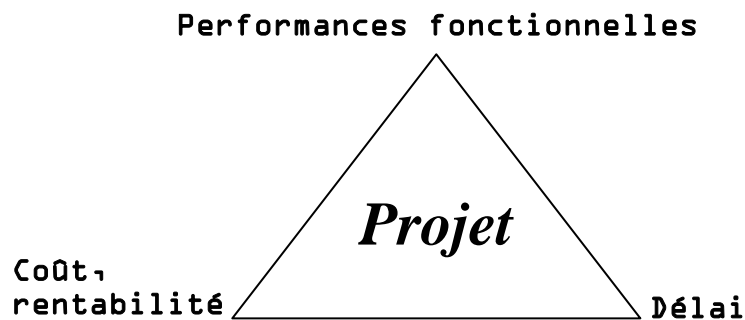 Performances fonctionnelles
Projet
Coût,
rentabilité
Délai